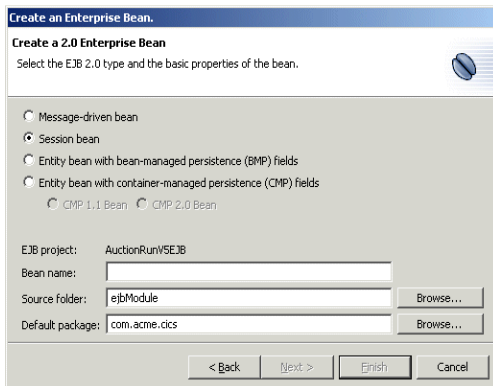 Create an Enterprise Bean.
Create a 2.0 Enterprise Bean
Select the EJB 2.0 type and the basic properties of the bean.
Message-driven bean
Session bean
Entity bean with bean-managed persistence (BMP) fields
Entity bean with container-managed persistence (CMP) fields
CMP 1.1 Bean CMP 2.0 Bean
EJB project: AuctionRunV5EJB
Bean name:
Source folder: ejbModule Browse...
Default package: com.acme.cics Browse...
< Back Next > Finish Cancel